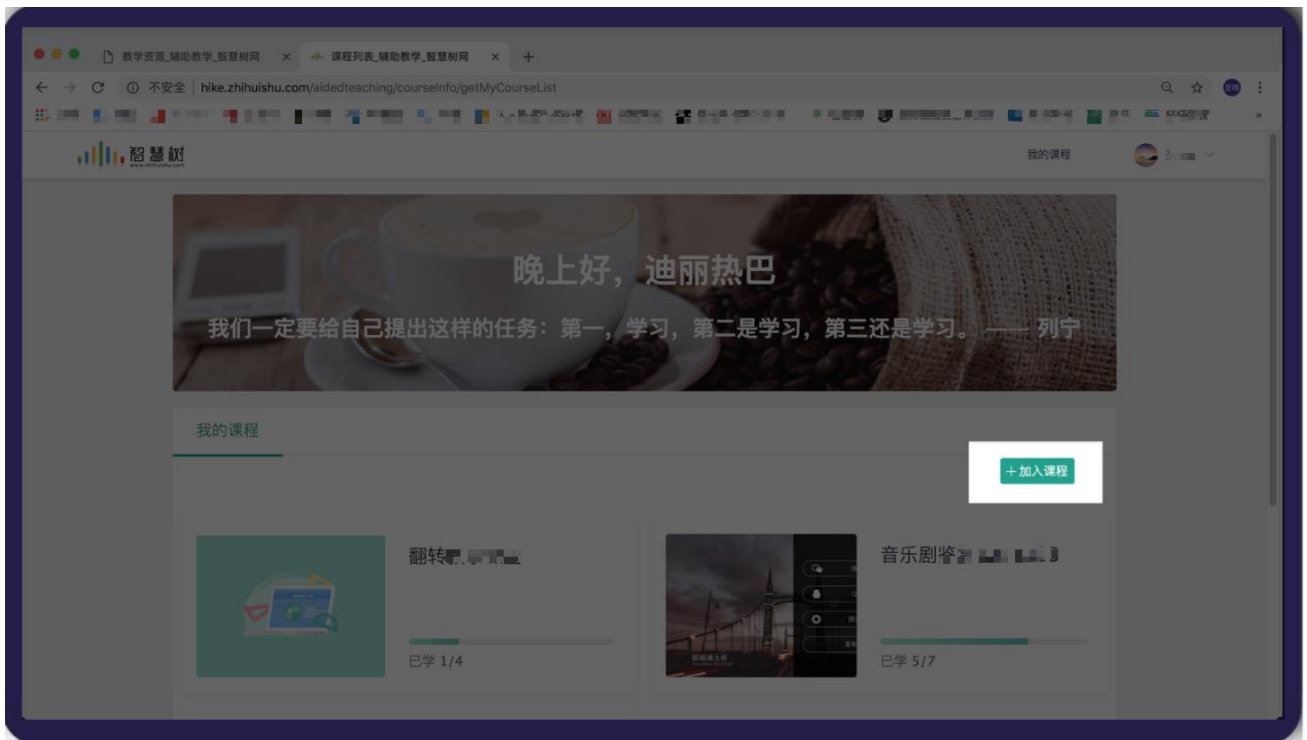 教学资源_辅助教学_智慧树网
课程列表_辅助教学_智慧树网
不安全 | hike.zhihuishu.com/aidedteaching/courseInfo/getMyCourseList
智慧树
www.zhihuishu.com
我的课程
晚上好，迪丽热巴
我们一定要给自己提出这样的任务：第一，学习，第二是学习，第三还是学习。 —— 列宁
我的课程
＋加入课程
翻转
音乐剧鉴
已学 1/4
已学 5/7